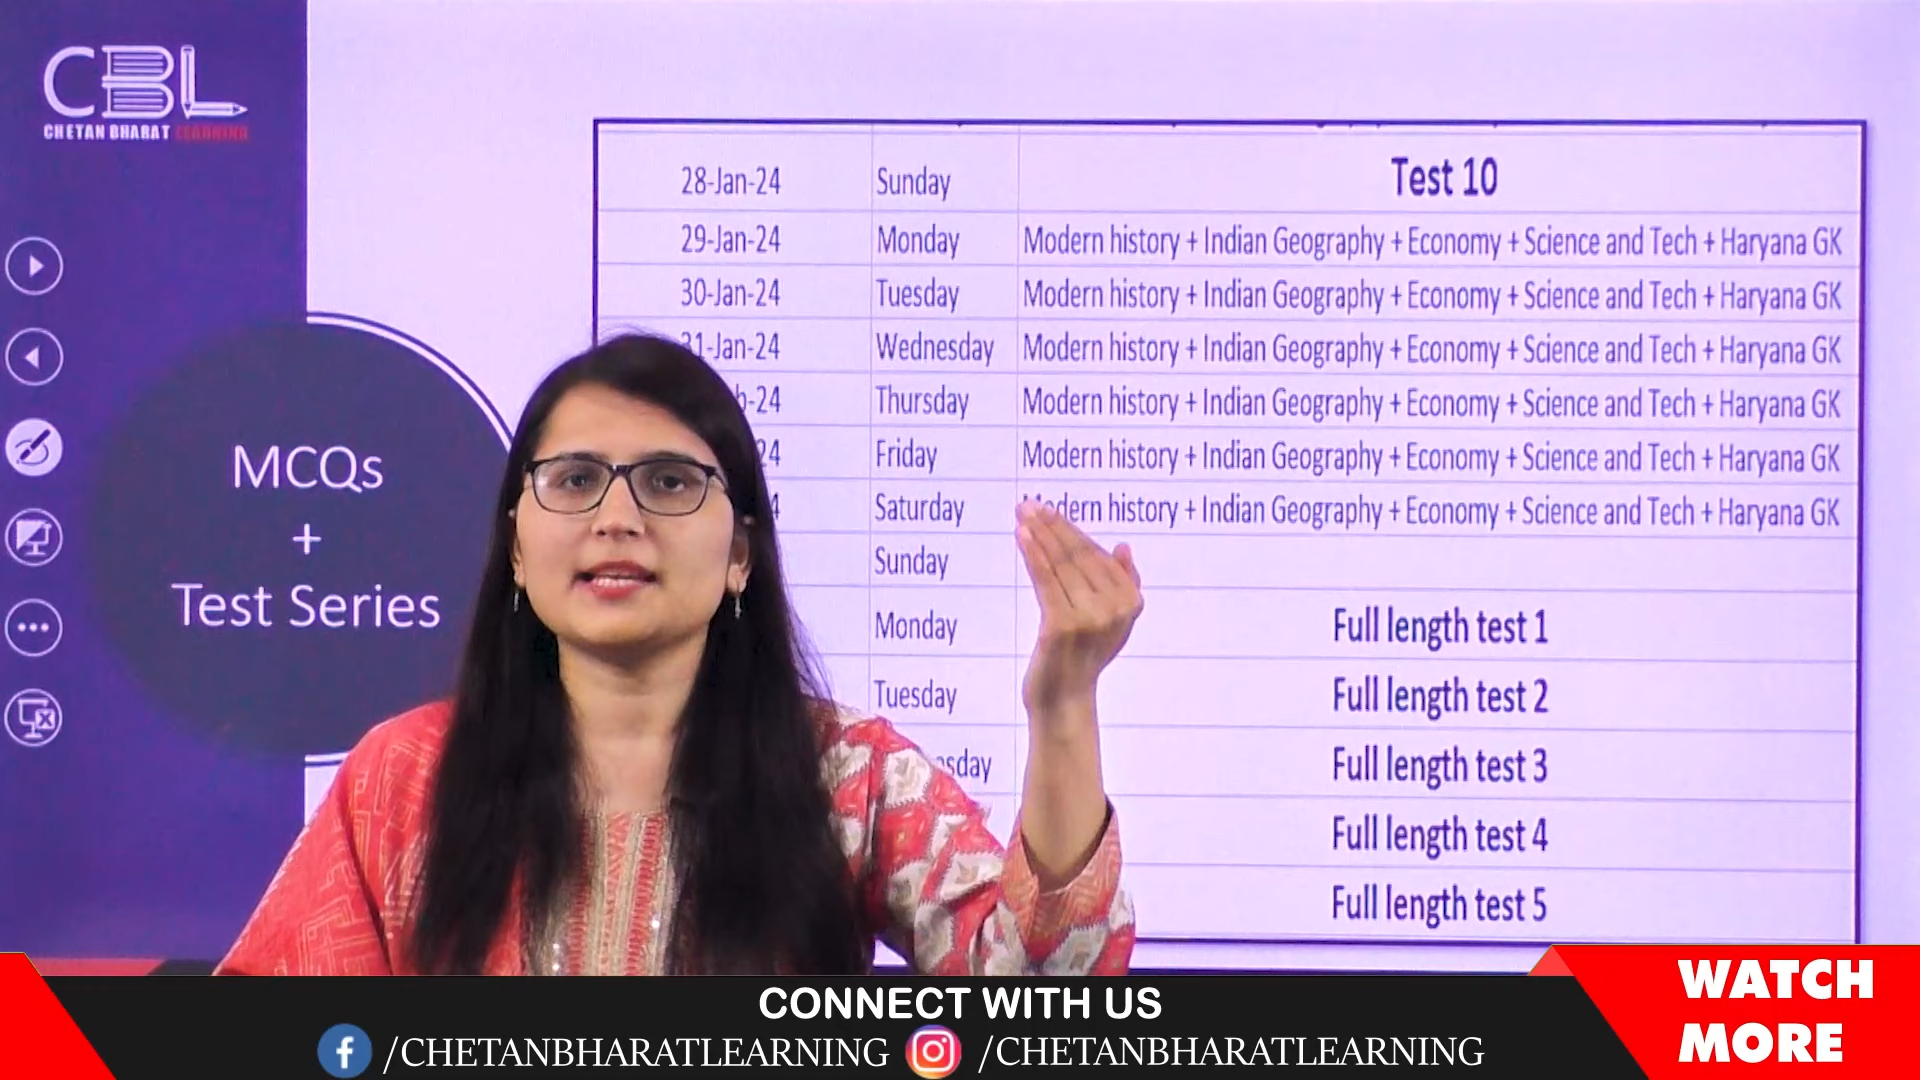 CBL
CHETAN BHARAT LEARNING
MCQs
+
Test Series
28-Jan-24 Sunday Test 10
29-Jan-24 Monday Modern history + Indian Geography + Economy + Science and Tech + Haryana GK
30-Jan-24 Tuesday Modern history + Indian Geography + Economy + Science and Tech + Haryana GK
31-Jan-24 Wednesday Modern history + Indian Geography + Economy + Science and Tech + Haryana GK
Thursday Modern history + Indian Geography + Economy + Science and Tech + Haryana GK
Friday Modern history + Indian Geography + Economy + Science and Tech + Haryana GK
Saturday Modern history + Indian Geography + Economy + Science and Tech + Haryana GK
Sunday
Monday Full length test 1
Tuesday Full length test 2
Full length test 3
Full length test 4
Full length test 5
CONNECT WITH US
/CHETANBHARATLEARNING /CHETANBHARATLEARNING
WATCH
MORE